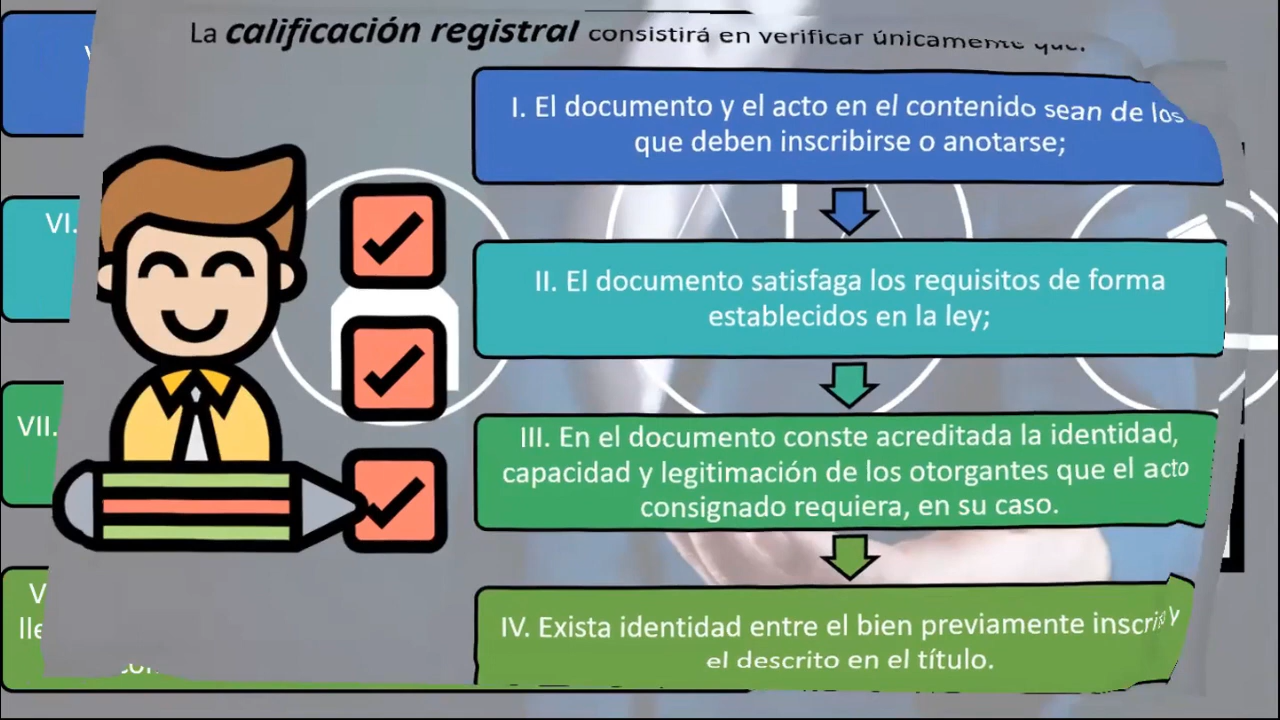 La calificación registral consistirá en verificar únicamente que:
I. El documento y el acto en el contenido sean de los
que deben inscribirse o anotarse;
II. El documento satisfaga los requisitos de forma
establecidos en la ley;
III. En el documento conste acreditada la identidad,
capacidad y legitimación de los otorgantes que el acto
consignado requiera, en su caso.
IV. Exista identidad entre el bien previamente inscrito y
el descrito en el título.
VI.
VII.